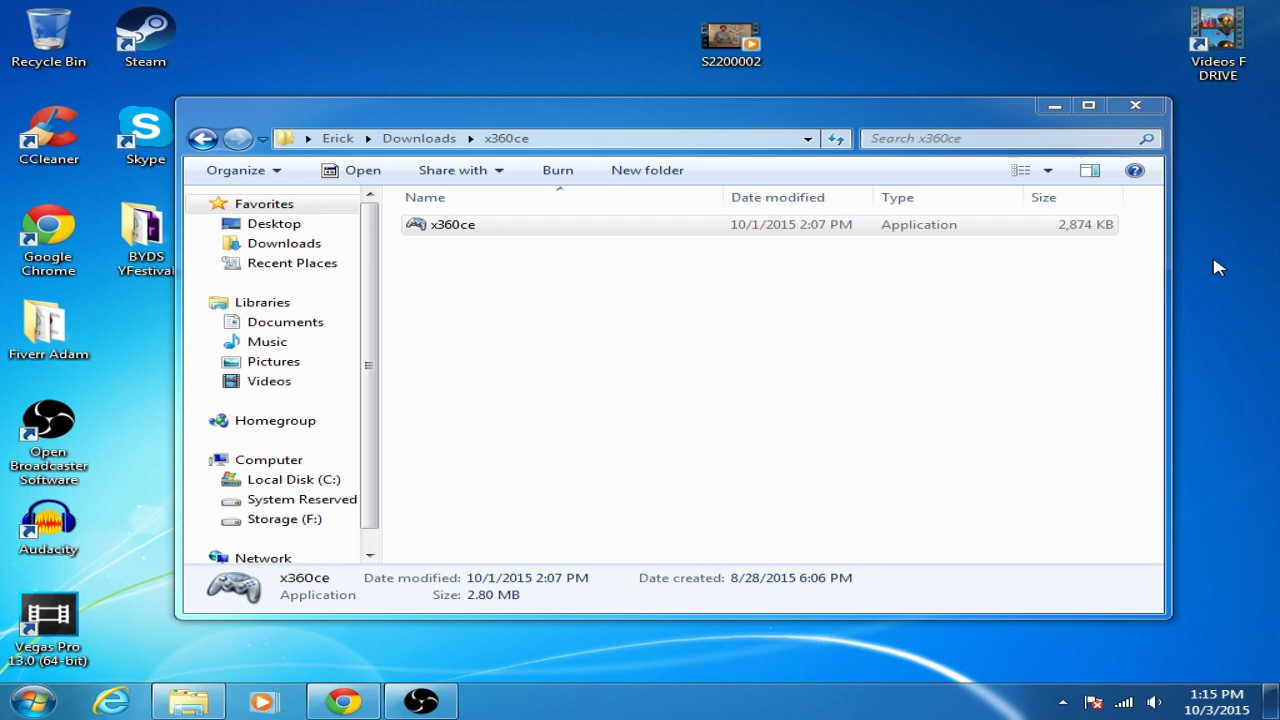 Recycle Bin
Steam
S2200002
Videos F
DRIVE
CCleaner
Skype
Google
Chrome
BYDS
YFestival
Fiverr Adam
Open
Broadcaster
Software
Audacity
Vegas Pro
13.0 (64-bit)
Erick
Downloads
x360ce
Search x360ce
Organize
Open
Share with
Burn
New folder
Favorites
Desktop
Downloads
Recent Places
Libraries
Documents
Music
Pictures
Videos
Homegroup
Computer
Local Disk (C:)
System Reserved
Storage (F:)
Network
Name
Date modified
Type
Size
x360ce
10/1/2015 2:07 PM
Application
2,874 KB
x360ce
Date modified: 10/1/2015 2:07 PM
Date created: 8/28/2015 6:06 PM
Application
Size: 2.80 MB
1:15 PM
10/3/2015